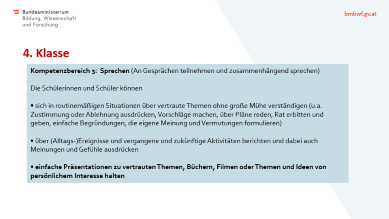 Bundesministerium
Bildung, Wissenschaft
und Forschung
bmbwf.gv.at
4. Klasse
Kompetenzbereich 3: Sprechen (An Gesprächen teilnehmen und zusammenhängend sprechen)
Die Schülerinnen und Schüler können
• sich in routinemäßigen Situationen über vertraute Themen ohne große Mühe verständigen (u.a.
Zustimmung oder Ablehnung ausdrücken, Vorschläge machen, über Pläne reden, Rat erbitten und
geben, einfache Begründungen, die eigene Meinung und Vermutungen formulieren)
• über (Alltags-)Ereignisse und vergangene und zukünftige Aktivitäten berichten und dabei auch
Meinungen und Gefühle ausdrücken
• einfache Präsentationen zu vertrauten Themen, Büchern, Filmen oder Themen und Ideen von
persönlichem Interesse halten